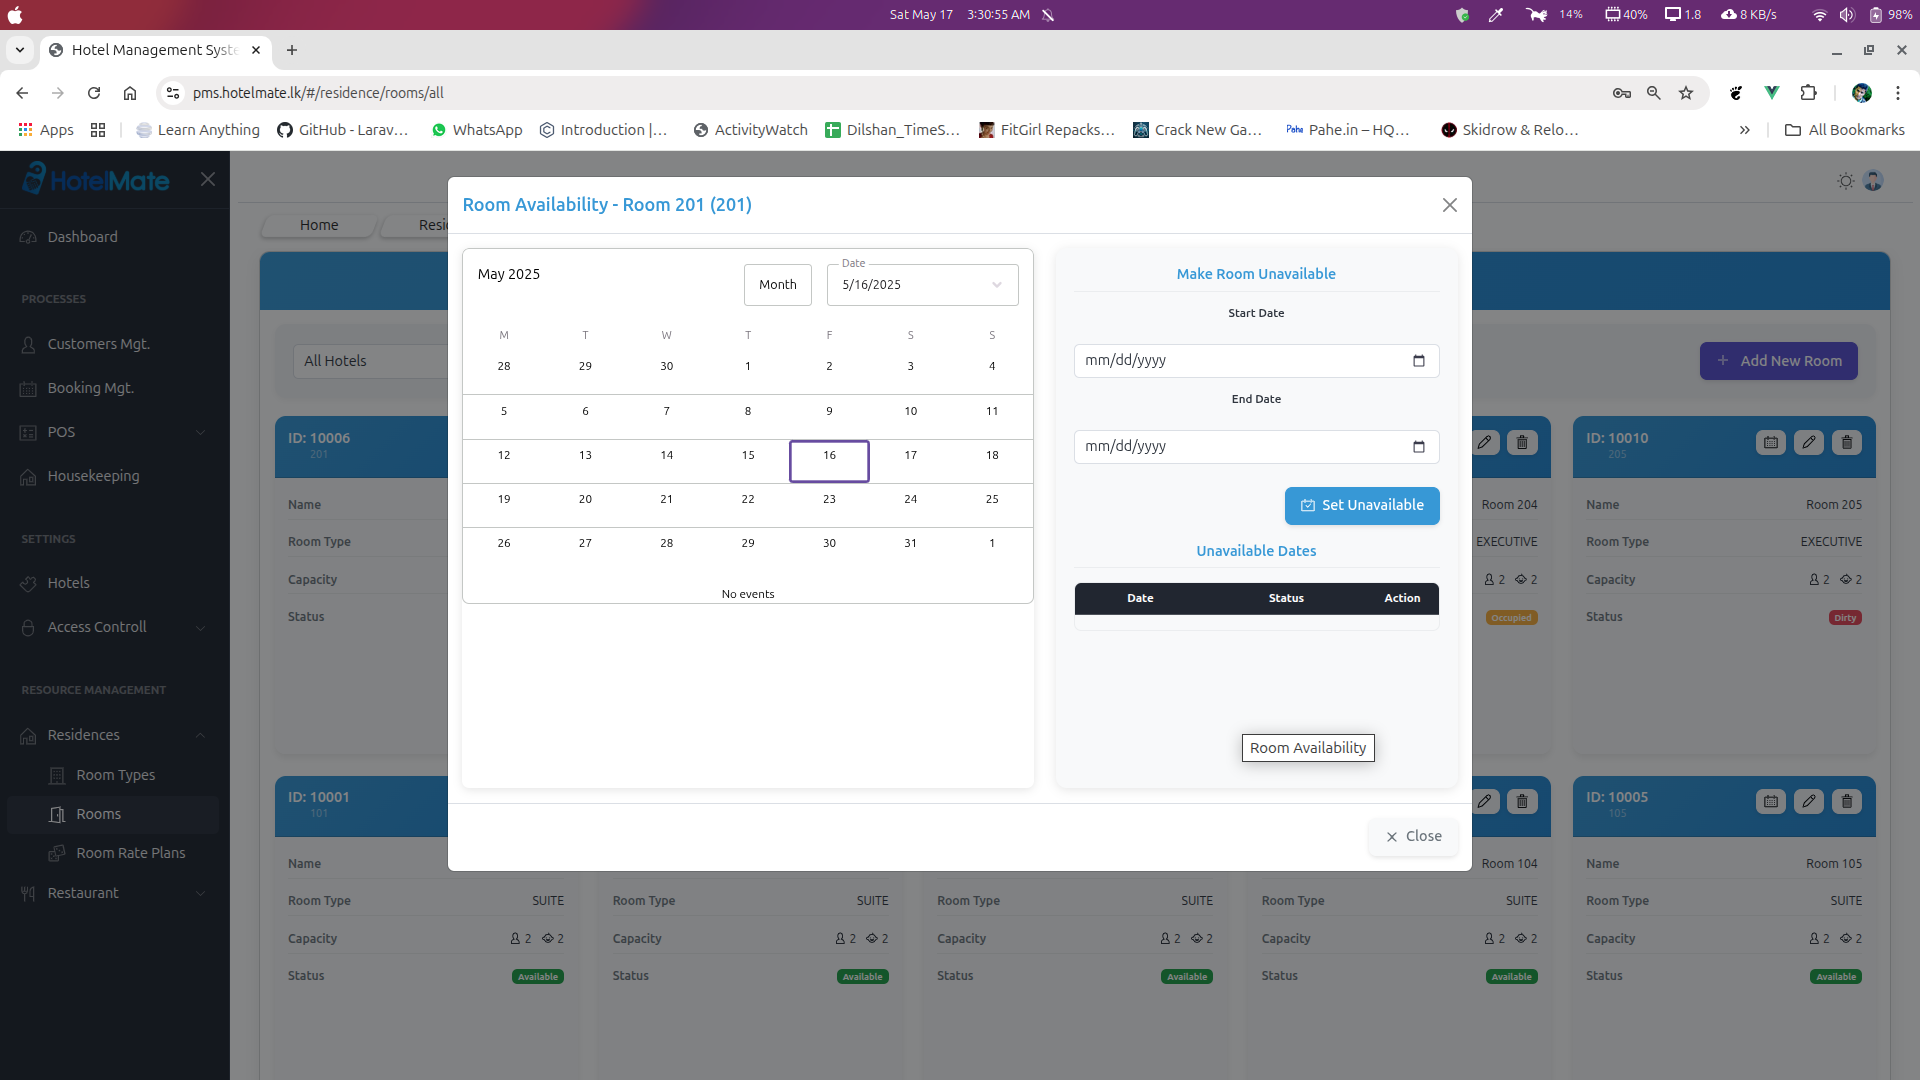 Sat May 17 3:30:55 AM 14% 40% 1.8 8 KB/s 98%
Hotel Management Syste
pms.hotelmate.lk/#/residence/rooms/all
Apps Learn Anything GitHub - Larav... WhatsApp Introduction |... ActivityWatch Dilshan_TimeS... FitGirl Repacks... Crack New Ga... Pahe Pahe.in – HQ... Skidrow & Relo... » All Bookmarks
HotelMate
Dashboard
PROCESSES
Customers Mgt.
Booking Mgt.
POS
Housekeeping
SETTINGS
Hotels
Access Controll
RESOURCE MANAGEMENT
Residences
Room Types
Rooms
Room Rate Plans
Restaurant
Home Resi
All Hotels
+ Add New Room
Room Availability - Room 201 (201)
May 2025
Month
Date
5/16/2025
M T W T F S S
28 29 30 1 2 3 4
5 6 7 8 9 10 11
12 13 14 15 16 17 18
19 20 21 22 23 24 25
26 27 28 29 30 31 1
No events
Make Room Unavailable
Start Date
mm/dd/yyyy
End Date
mm/dd/yyyy
Set Unavailable
Unavailable Dates
Date Status Action
Room Availability
Close
ID: 10006
201
Name
Room Type
Capacity
Status
Room 204
EXECUTIVE
2 2
Occupied
ID: 10010
205
Name Room 205
Room Type EXECUTIVE
Capacity 2 2
Status Dirty
ID: 10001
101
Name
Room Type SUITE
Capacity 2 2
Status Available
Room Type SUITE
Capacity 2 2
Status Available
Room Type SUITE
Capacity 2 2
Status Available
Room 104
Room Type SUITE
Capacity 2 2
Status Available
ID: 10005
105
Name Room 105
Room Type SUITE
Capacity 2 2
Status Available